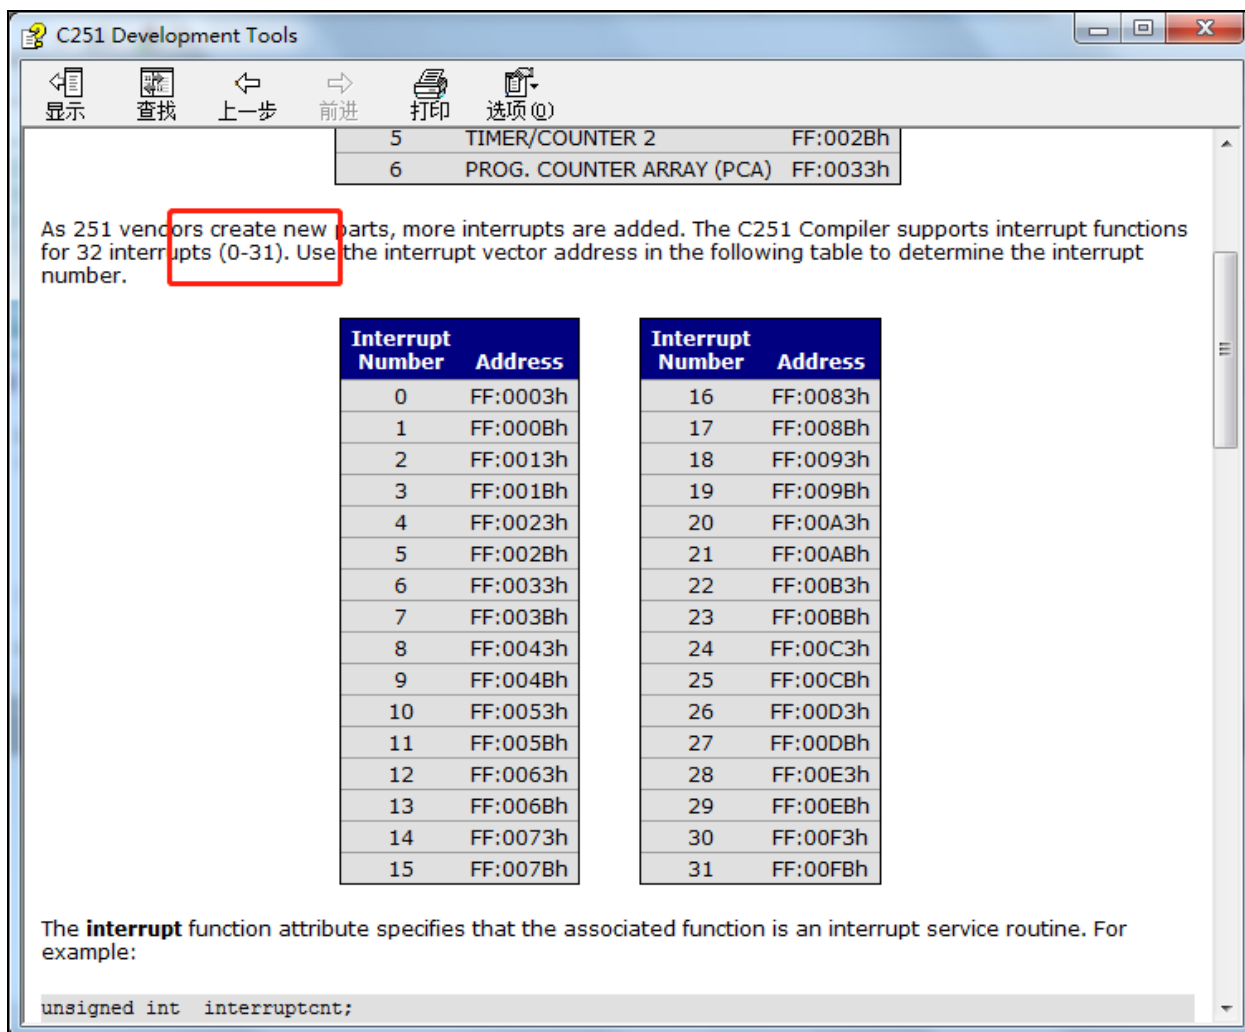 C251 Development Tools
显示 查找 上一步 前进 打印 选项(O)
5 TIMER/COUNTER 2 FF:002Bh
6 PROG. COUNTER ARRAY (PCA) FF:0033h
As 251 vendors create new parts, more interrupts are added. The C251 Compiler supports interrupt functions
for 32 interrupts (0-31). Use the interrupt vector address in the following table to determine the interrupt
number.
Interrupt Number Address
0 FF:0003h
1 FF:000Bh
2 FF:0013h
3 FF:001Bh
4 FF:0023h
5 FF:002Bh
6 FF:0033h
7 FF:003Bh
8 FF:0043h
9 FF:004Bh
10 FF:0053h
11 FF:005Bh
12 FF:0063h
13 FF:006Bh
14 FF:0073h
15 FF:007Bh
Interrupt Number Address
16 FF:0083h
17 FF:008Bh
18 FF:0093h
19 FF:009Bh
20 FF:00A3h
21 FF:00ABh
22 FF:00B3h
23 FF:00BBh
24 FF:00C3h
25 FF:00CBh
26 FF:00D3h
27 FF:00DBh
28 FF:00E3h
29 FF:00EBh
30 FF:00F3h
31 FF:00FBh
The interrupt function attribute specifies that the associated function is an interrupt service routine. For
example:
unsigned int  interruptcnt;